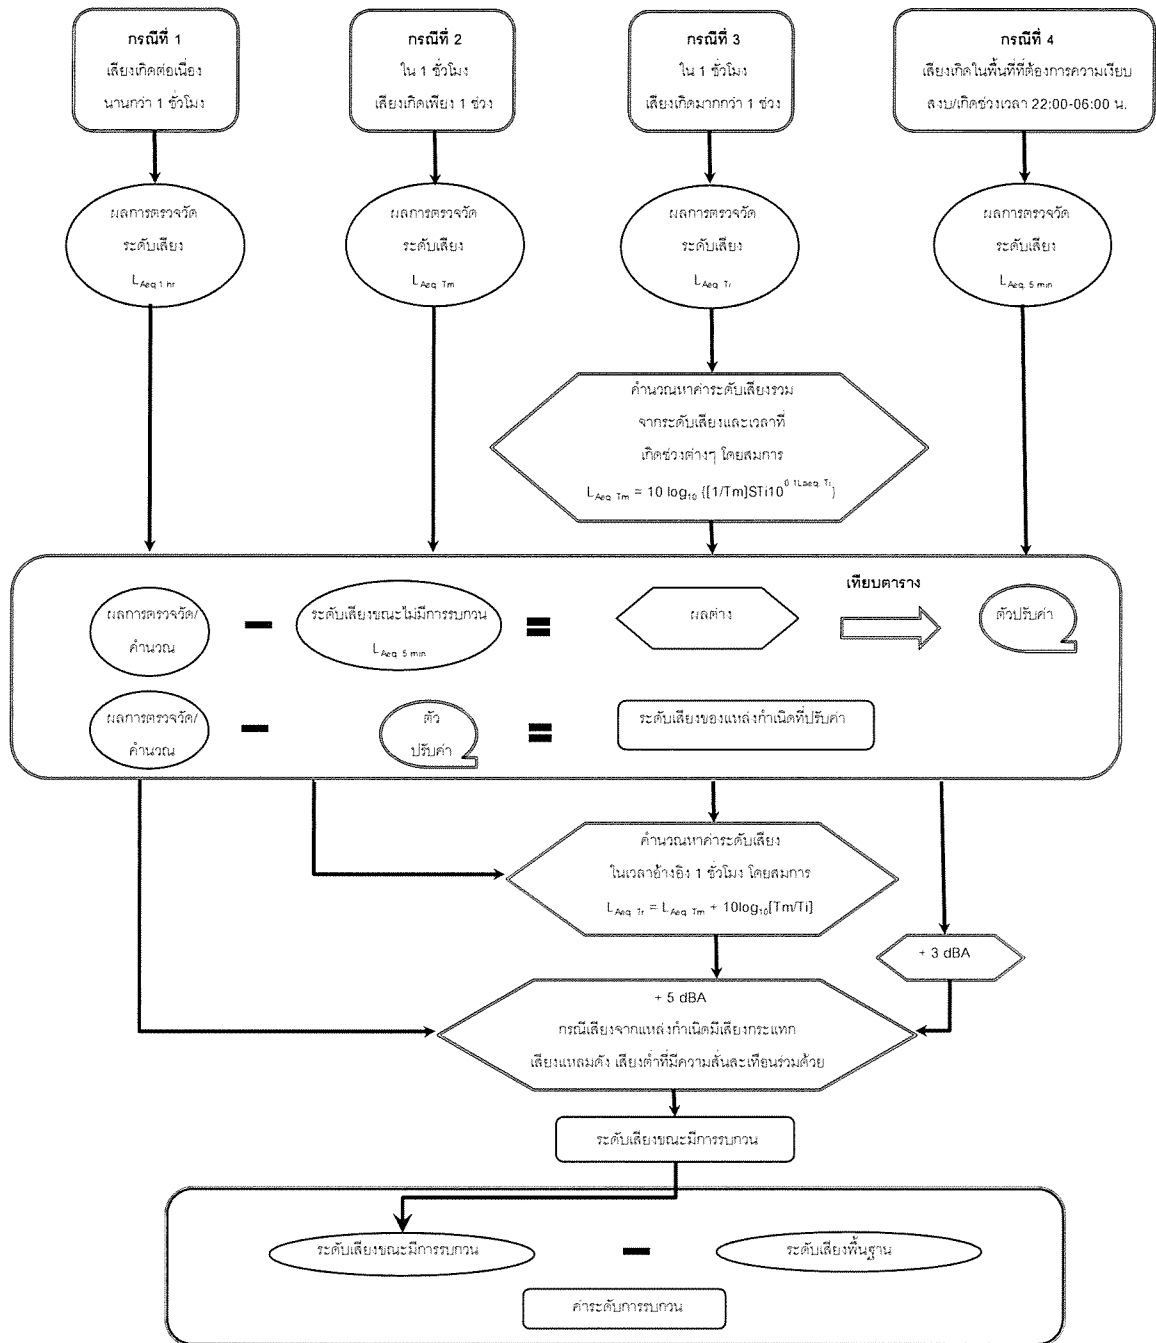 กรณีที่ 1
เสียงเกิดต่อเนื่อง
นานกว่า 1 ชั่วโมง
กรณีที่ 2
ใน 1 ชั่วโมง
เสียงเกิดเพียง 1 ช่วง
กรณีที่ 3
ใน 1 ชั่วโมง
เสียงเกิดมากกว่า 1 ช่วง
กรณีที่ 4
เสียงเกิดในพื้นที่ที่ต้องการความเงียบ
สงบ/เกิดช่วงเวลา 22:00-06:00 น.
ผลการตรวจวัด
ระดับเสียง
L Aeq 1 hr
ผลการตรวจวัด
ระดับเสียง
L Aeq Tm
ผลการตรวจวัด
ระดับเสียง
L Aeq Ti
ผลการตรวจวัด
ระดับเสียง
L Aeq, 5 min
คำนวณหาค่าระดับเสียงรวม
จากระดับเสียงและเวลาที่
เกิดช่วงต่างๆ โดยสมการ
L Aeq Tm = 10 log10 {[1/Tm]STi10^0.1Laeq, Ti}
ผลการตรวจวัด/
คำนวณ
–
ระดับเสียงขณะไม่มีการรบกวน
L Aeq 5 min
=
ผลต่าง
เทียบตาราง
ตัวปรับค่า
ผลการตรวจวัด/
คำนวณ
–
ตัว
ปรับค่า
=
ระดับเสียงของแหล่งกำเนิดที่ปรับค่า
คำนวณหาค่าระดับเสียง
ในเวลาอ้างอิง 1 ชั่วโมง โดยสมการ
L Aeq Tr = L Aeq Tm + 10log10[Tm/Ti]
+ 3 dBA
+ 5 dBA
กรณีเสียงจากแหล่งกำเนิดมีเสียงกระแทก
เสียงแหลมดัง เสียงต่ำที่มีความสั่นสะเทือนร่วมด้วย
ระดับเสียงขณะมีการรบกวน
ระดับเสียงขณะมีการรบกวน
–
ระดับเสียงพื้นฐาน
ค่าระดับการรบกวน